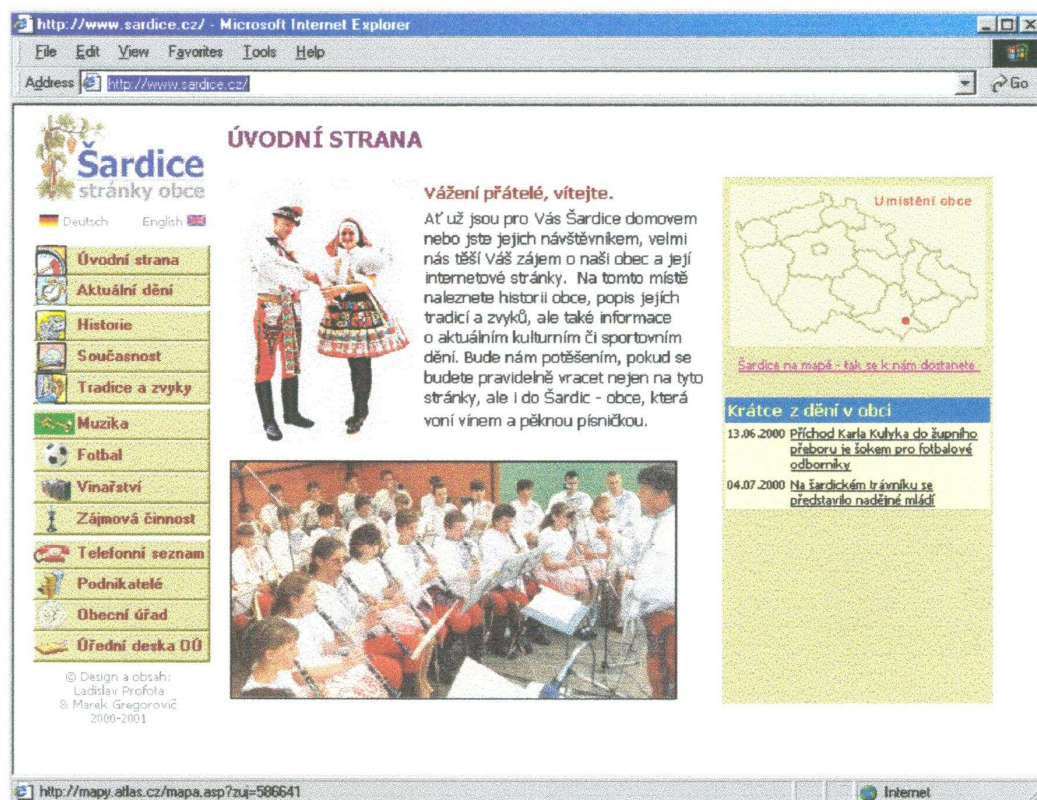 http://www.sardice.cz/ - Microsoft Internet Explorer
File Edit View Favorites Tools Help
Address http://www.sardice.cz/ Go
Šardice
stránky obce
Deutsch English
Úvodní strana
Aktuální dění
Historie
Současnost
Tradice a zvyky
Muzika
Fotbal
Vinařství
Zájmová činnost
Telefonní seznam
Podnikatelé
Obecní úřad
Úřední deska OÚ
© Design a obsah:
Ladislav Profota
& Marek Gregorovič
2000-2001
ÚVODNÍ STRANA
Vážení přátelé, vítejte.
Ať už jsou pro Vás Šardice domovem
nebo jste jejich návštěvníkem, velmi
nás těší Váš zájem o naši obec a její
internetové stránky. Na tomto místě
naleznete historii obce, popis jejích
tradicí a zvyků, ale také informace
o aktuálním kulturním či sportovním
dění. Bude nám potěšením, pokud se
budete pravidelně vracet nejen na tyto
stránky, ale i do Šardic - obce, která
voní vínem a pěknou písničkou.
Umístění obce
Šardice na mapě - tak se k nám dostanete.
Krátce z dění v obci
13.06.2000 Příchod Karla Kulyka do župního
přeboru je šokem pro fotbalové
odborníky
04.07.2000 Na šardickém trávníku se
představilo nadějné mládí
http://mapy.atlas.cz/mapa.asp?zuj=586641 Internet